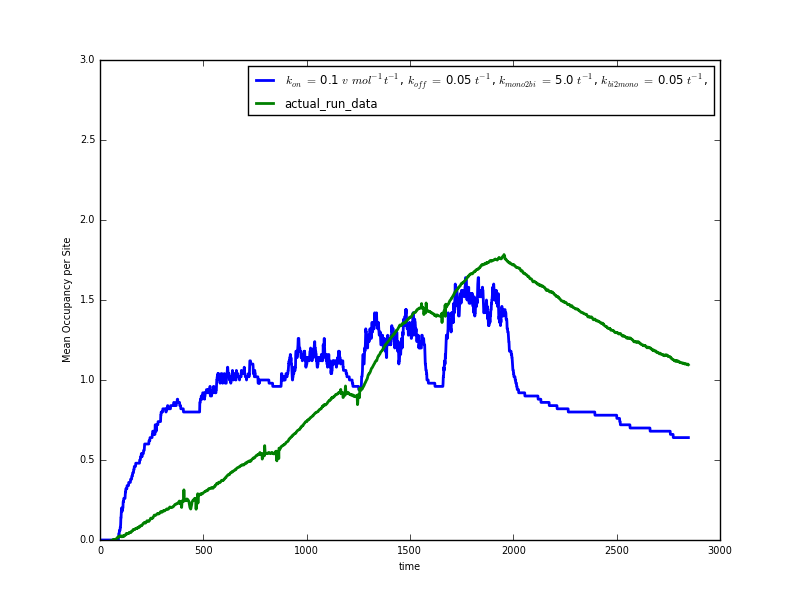 3.0
2.5
2.0
1.5
1.0
0.5
0.0
Mean Occupancy per Site
k_on = 0.1 v mol^−1 t^−1, k_off = 0.05 t^−1, k_mono2bi = 5.0 t^−1, k_bi2mono = 0.05 t^−1,
actual_run_data
0 500 1000 1500 2000 2500 3000
time